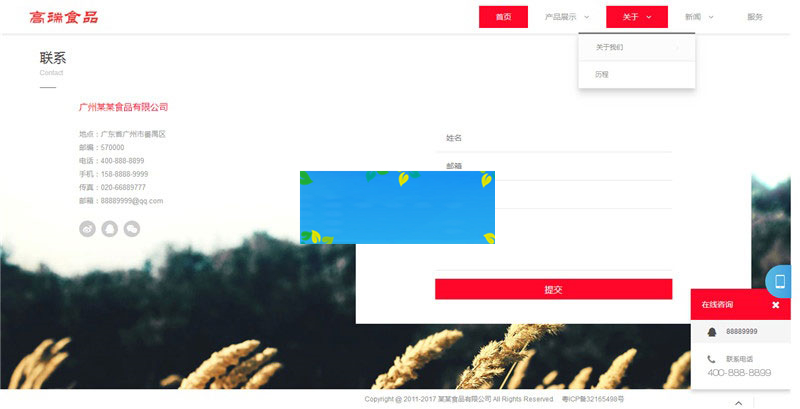 高瑞食品
首页 产品展示 关于 新闻 服务
关于我们
历程
联系
Contact
广州某某食品有限公司
地点：广东省广州市番禺区
邮编：570000
电话：400-888-8899
手机：158-8888-9999
传真：020-66889777
邮箱：88889999@qq.com
姓名
邮箱
提交
在线咨询
88889999
联系电话
400-888-8899
Copyright @ 2011-2017 某某食品有限公司 All Rights Reserved 粤ICP备32165498号